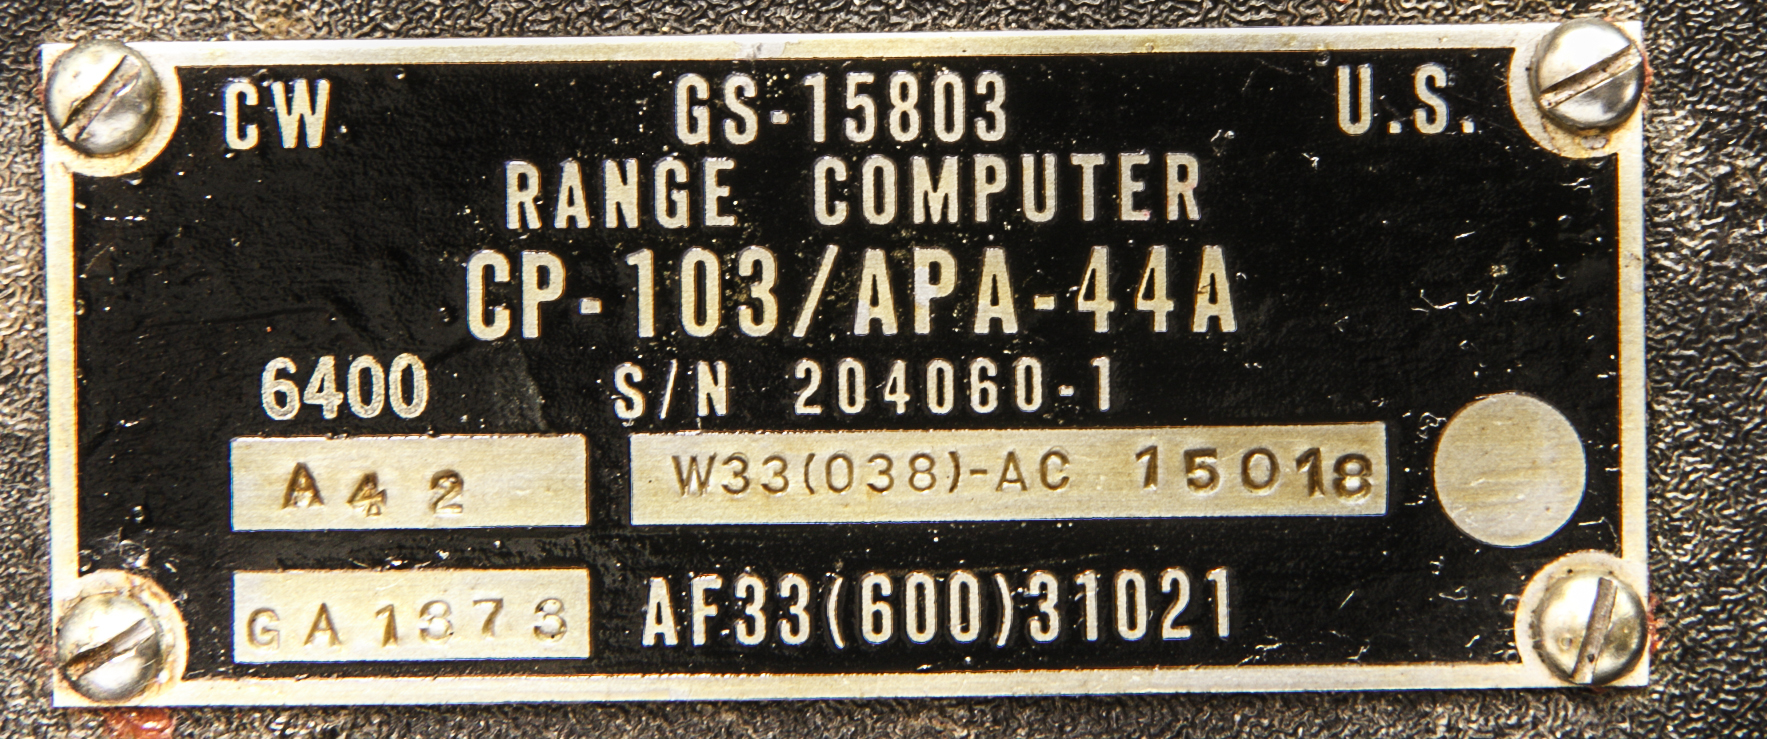 CW GS-15803 U.S.
RANGE COMPUTER
CP-103/APA-44A
6400 S/N 204060-1
A42 W33(038)-AC 15018
GA1373 AF33(600)31021